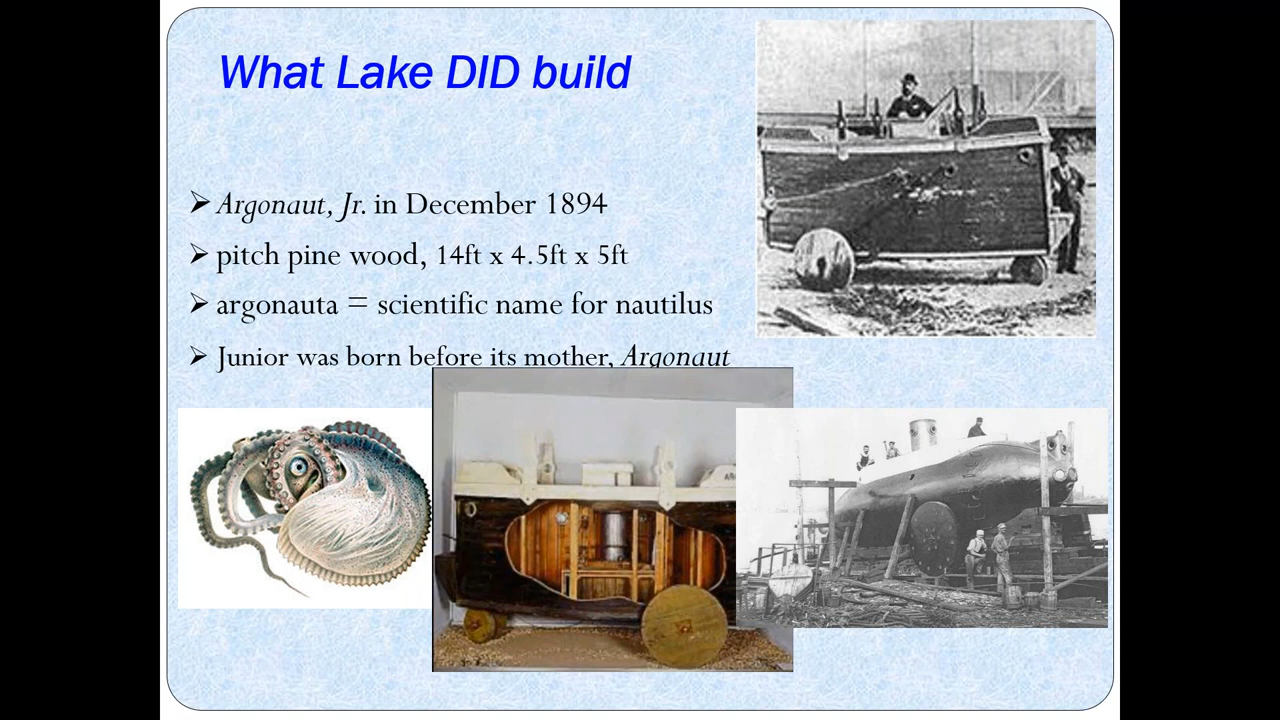 What Lake DID build
➢ Argonaut, Jr. in December 1894
➢ pitch pine wood, 14ft x 4.5ft x 5ft
➢ argonauta = scientific name for nautilus
➢ Junior was born before its mother, Argonaut